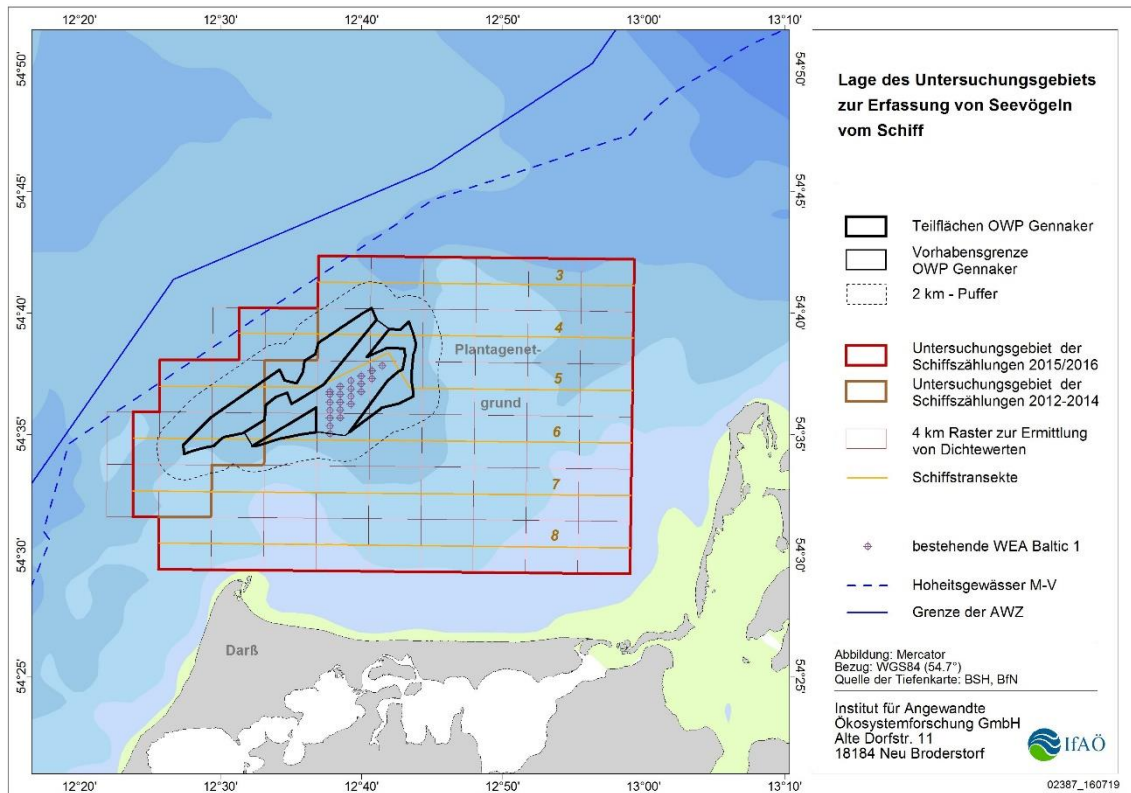 12°20' 12°30' 12°40' 12°50' 13°00' 13°10'
54°50'
54°45'
54°40'
54°35'
54°30'
54°25'
54°50'
54°45'
54°40'
54°35'
54°30'
54°25'
3
4
Plantagenet-
5
grund
6
7
8
Darß
12°20' 12°30' 12°40' 12°50' 13°00' 13°10'
Lage des Untersuchungsgebiets
zur Erfassung von Seevögeln
vom Schiff
Teilflächen OWP Gennaker
Vorhabensgrenze
OWP Gennaker
2 km - Puffer
Untersuchungsgebiet der
Schiffszählungen 2015/2016
Untersuchungsgebiet der
Schiffszählungen 2012-2014
4 km Raster zur Ermittlung
von Dichtewerten
Schiffstransekte
bestehende WEA Baltic 1
Hoheitsgewässer M-V
Grenze der AWZ
Abbildung: Mercator
Bezug: WGS84 (54.7°)
Quelle der Tiefenkarte: BSH, BfN
Institut für Angewandte
Ökosystemforschung GmbH
Alte Dorfstr. 11
18184 Neu Broderstorf
IfAÖ
02387_160719